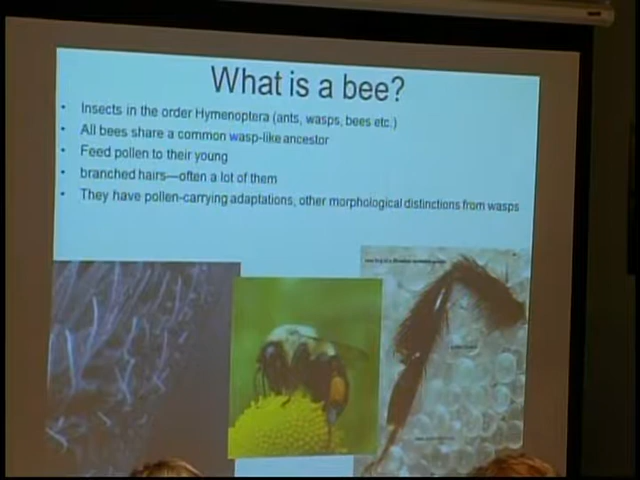 What is a bee?
• Insects in the order Hymenoptera (ants, wasps, bees etc.)
• All bees share a common wasp-like ancestor
• Feed pollen to their young
• branched hairs—often a lot of them
• They have pollen-carrying adaptations, other morphological distinctions from wasps